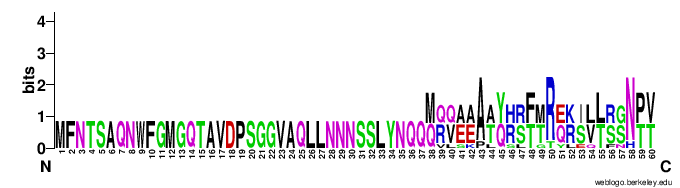 4
3
2
1
0
bits
MQQAAAAYHRFMREKILLRGNPV
MFNTSAQNWFGMGQTAVDPSGGVAQLLNNNSSLYNQQQRVEETQRSTTQRSVTSSTT
1 2 3 4 5 6 7 8 9 10 11 12 13 14 15 16 17 18 19 20 21 22 23 24 25 26 27 28 29 30 31 32 33 34 35 36 37 38 39 40 41 42 43 44 45 46 47 48 49 50 51 52 53 54 55 56 57 58 59 60
N C
weblogo.berkeley.edu